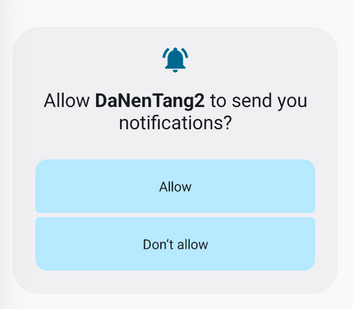 Allow DaNenTang2 to send you
notifications?
Allow
Don’t allow